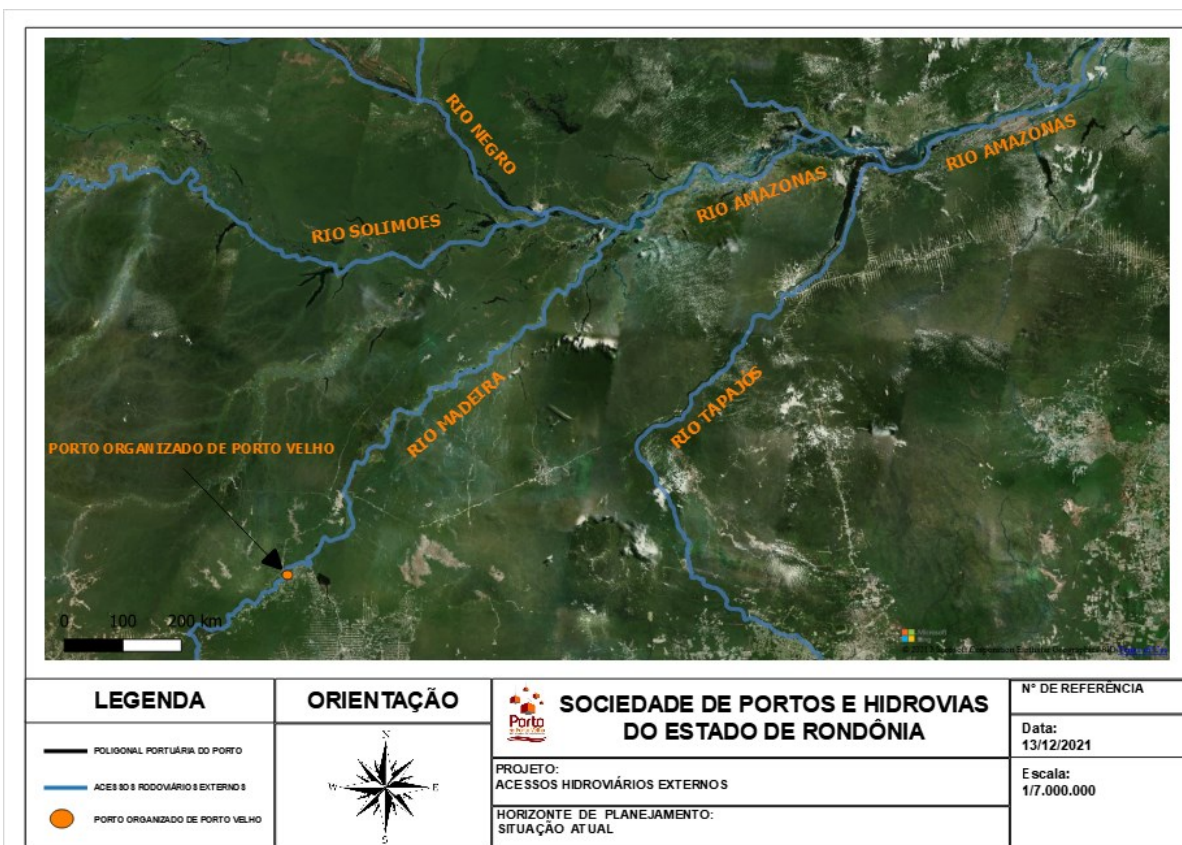 RIO NEGRO
RIO SOLIMOES
RIO AMAZONAS
RIO AMAZONAS
RIO MADEIRA
RIO TAPAJÓS
PORTO ORGANIZADO DE PORTO VELHO
0 100 200 km
Microsoft
LEGENDA
POLIGONAL PORTUÁRIA DO PORTO
ACESSOS RODOVIÁRIOS EXTERNOS
PORTO ORGANIZADO DE PORTO VELHO
ORIENTAÇÃO
N
W E
S
Porto
SOCIEDADE DE PORTOS E HIDROVIAS
DO ESTADO DE RONDÔNIA
PROJETO:
ACESSOS HIDROVIÁRIOS EXTERNOS
HORIZONTE DE PLANEJAMENTO:
SITUAÇÃO ATUAL
N° DE REFERÊNCIA
Data:
13/12/2021
Escala:
1/7.000.000